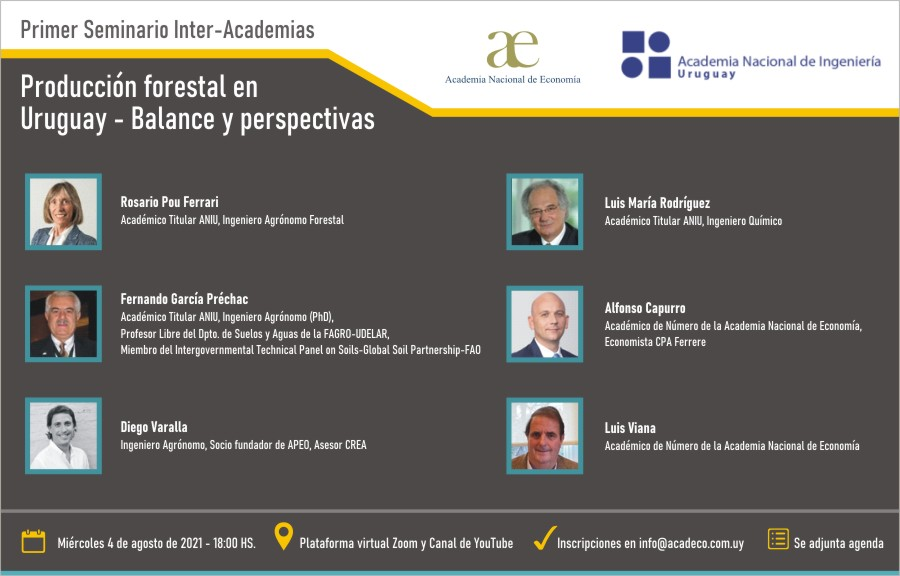 Primer Seminario Inter-Academias
ae
Academia Nacional de Economía
Academia Nacional de Ingeniería
Uruguay
Producción forestal en
Uruguay - Balance y perspectivas
Rosario Pou Ferrari
Académico Titular ANIU, Ingeniero Agrónomo Forestal
Fernando García Préchac
Académico Titular ANIU, Ingeniero Agrónomo (PhD),
Profesor Libre del Dpto. de Suelos y Aguas de la FAGRO-UDELAR,
Miembro del Intergovernmental Technical Panel on Soils-Global Soil Partnership-FAO
Diego Varalla
Ingeniero Agrónomo, Socio fundador de APEO, Asesor CREA
Luis María Rodríguez
Académico Titular ANIU, Ingeniero Químico
Alfonso Capurro
Académico de Número de la Academia Nacional de Economía,
Economista CPA Ferrere
Luis Viana
Académico de Número de la Academia Nacional de Economía
Miércoles 4 de agosto de 2021 - 18:00 HS.
Plataforma virtual Zoom y Canal de YouTube
Inscripciones en info@acadeco.com.uy
Se adjunta agenda